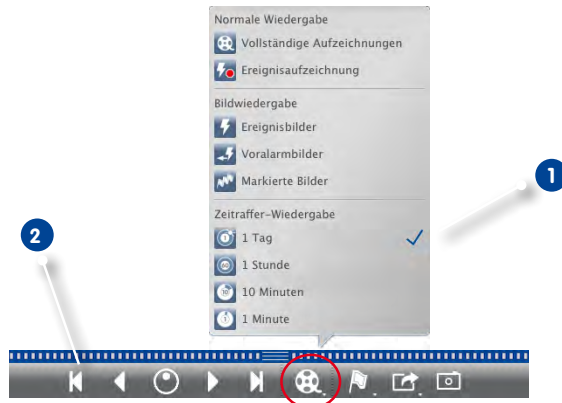 Normale Wiedergabe
Vollständige Aufzeichnungen
Ereignisaufzeichnung
Bildwiedergabe
Ereignisbilder
Voralarmbilder
Markierte Bilder
Zeitraffer-Wiedergabe
1 Tag
1 Stunde
10 Minuten
1 Minute
1
2